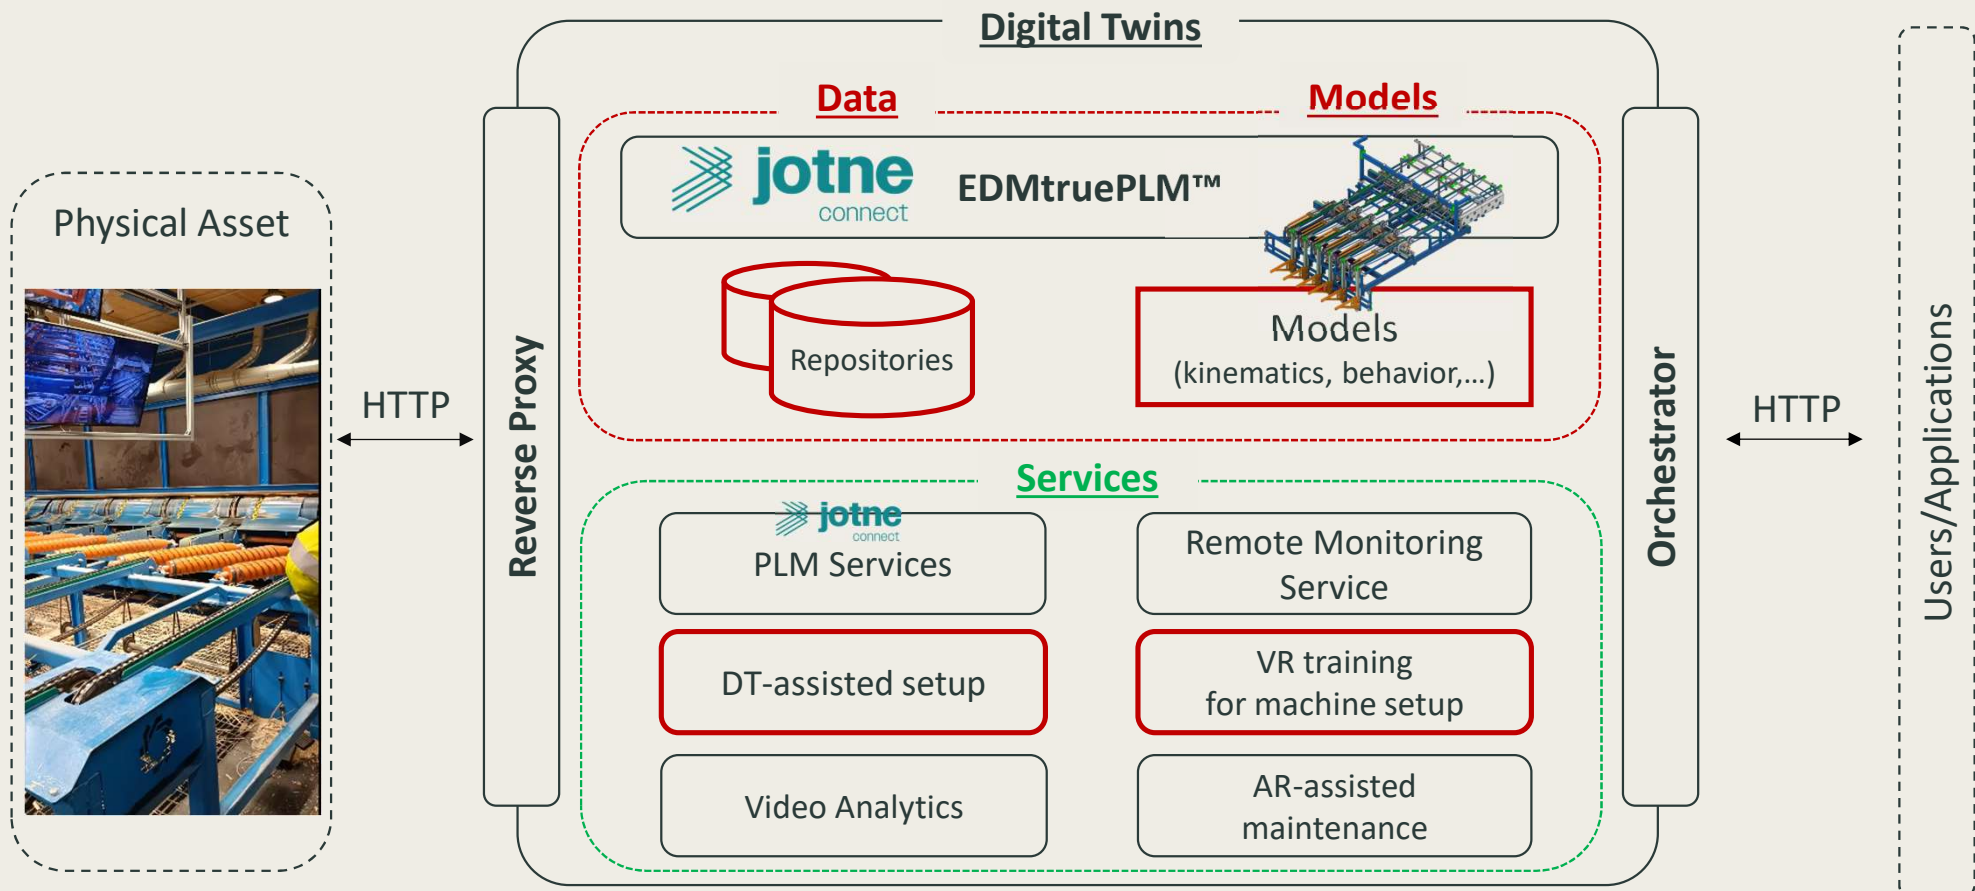 Digital Twins
Data
Models
jotne
connect
EDMtruePLM™
Physical Asset
Repositories
Models
(kinematics, behavior,...)
HTTP
Reverse Proxy
Orchestrator
HTTP
Users/Applications
Services
jotne
connect
PLM Services
Remote Monitoring
Service
DT-assisted setup
VR training
for machine setup
Video Analytics
AR-assisted
maintenance